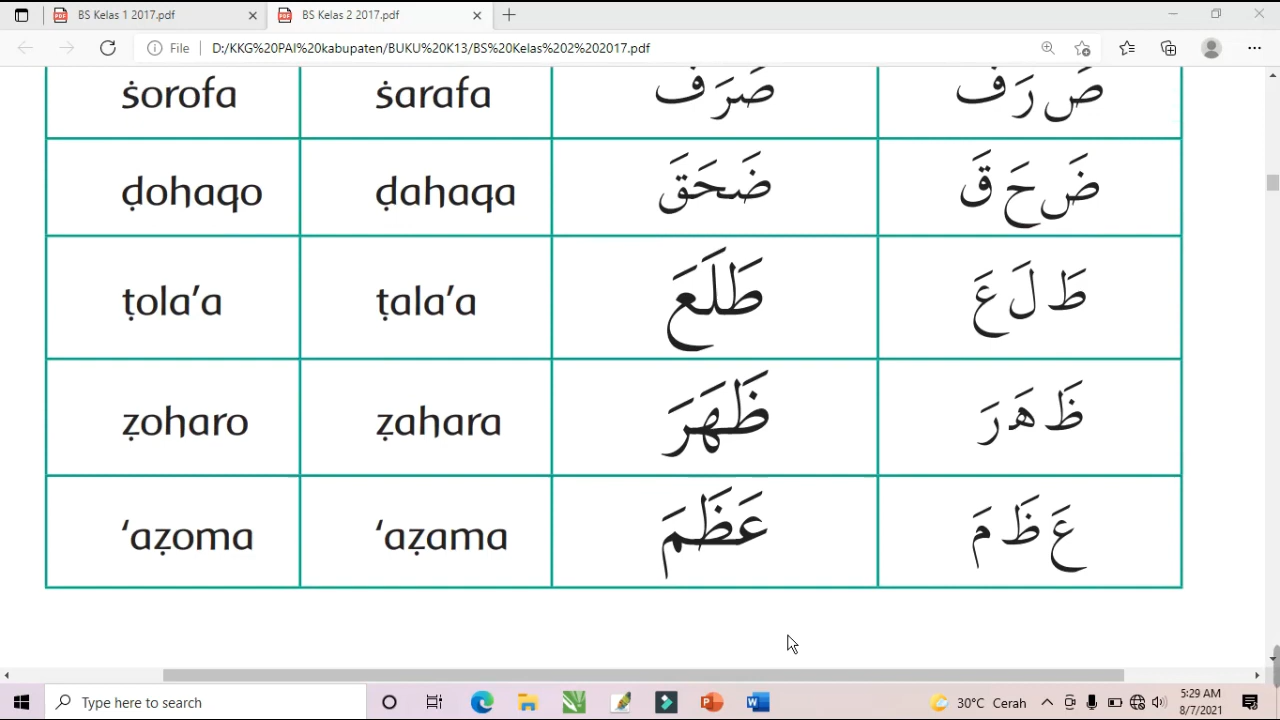 BS Kelas 1 2017.pdf
BS Kelas 2 2017.pdf
File
D:/KKG%20PAI%20kabupaten/BUKU%20K13/BS%20Kelas%202%202017.pdf
ṡorofa ṡarafa صَرَفَ صَ رَ فَ
ḍohaqo ḍahaqa ضَحَقَ ضَ حَ قَ
ṭola’a ṭala’a طَلَعَ طَ لَ عَ
ẓoharo ẓahara ظَهَرَ ظَ هَ رَ
‘aẓoma ‘aẓama عَظَمَ عَ ظَ مَ
Type here to search
30°C Cerah
5:29 AM
8/7/2021